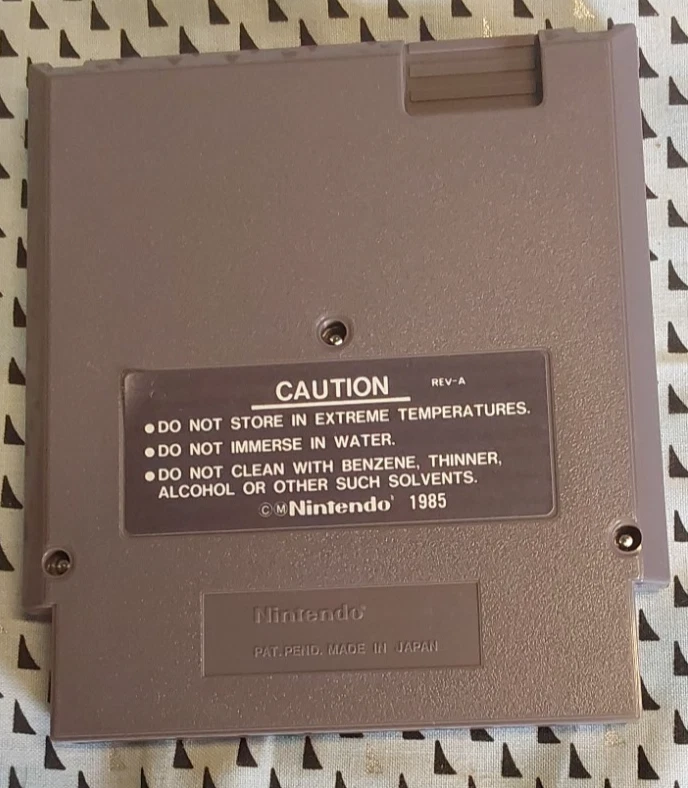 CAUTION REV-A
●DO NOT STORE IN EXTREME TEMPERATURES.
●DO NOT IMMERSE IN WATER.
●DO NOT CLEAN WITH BENZENE, THINNER,
ALCOHOL OR OTHER SUCH SOLVENTS.
ⒸⓂNintendo® 1985
Nintendo®
PAT. PEND. MADE IN JAPAN